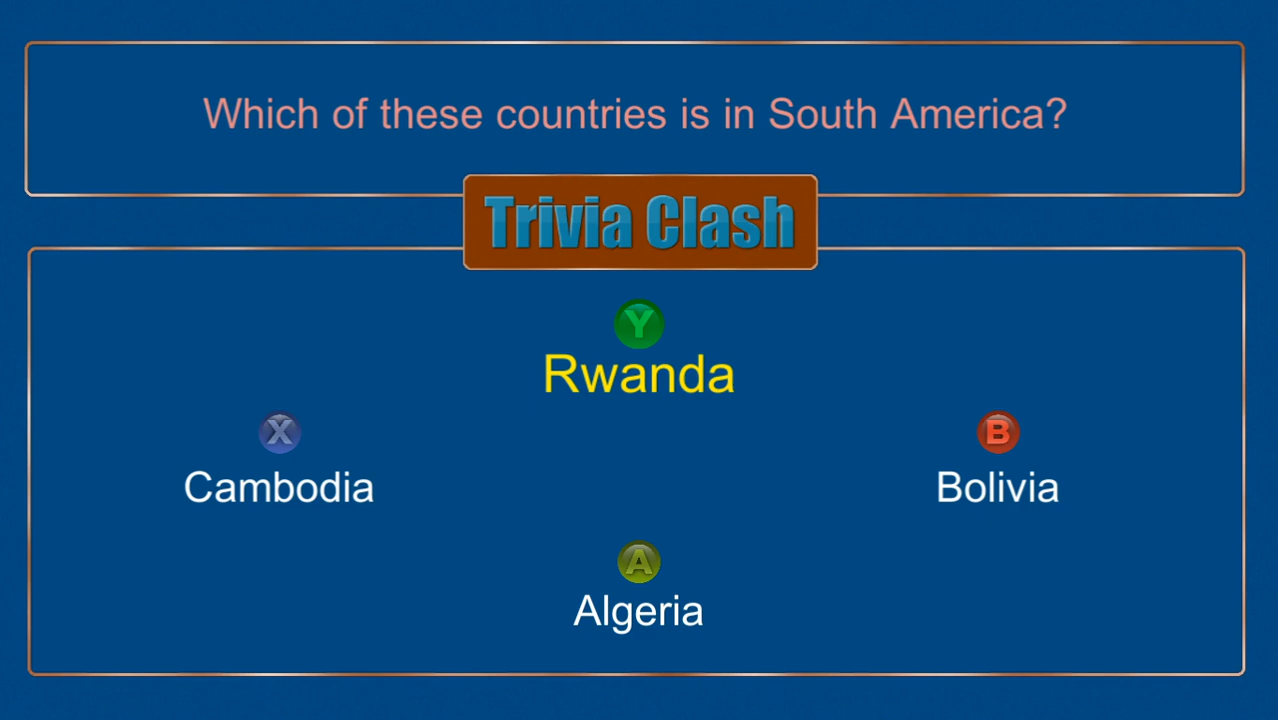 Which of these countries is in South America?
Trivia Clash
Y
Rwanda
X
Cambodia
B
Bolivia
A
Algeria